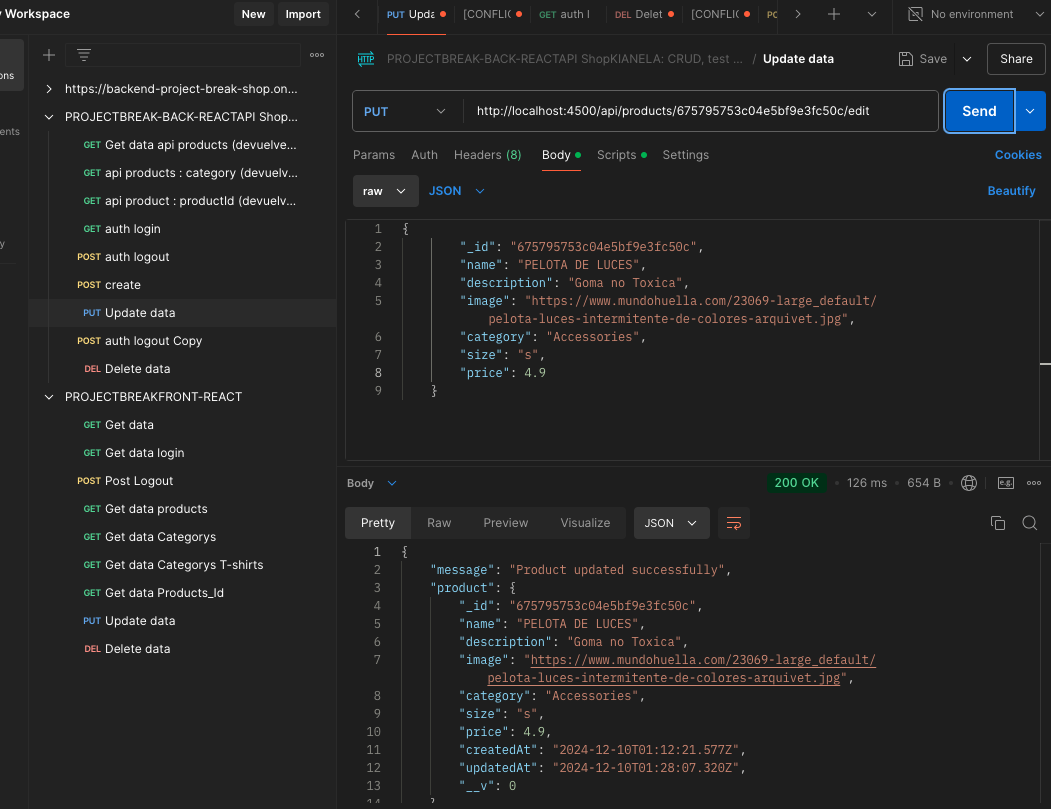 Workspace
New
Import
PUT Upda
[CONFLIC
GET auth l
DEL Delet
[CONFLIC
PC
No environment
ons
ents
y
https://backend-project-break-shop.on...
PROJECTBREAK-BACK-REACTAPI Shop...
GET Get data api products (devuelve...
GET api products : category (devuelv...
GET api product : productId (devuelv...
GET auth login
POST auth logout
POST create
PUT Update data
POST auth logout Copy
DEL Delete data
PROJECTBREAKFRONT-REACT
GET Get data
GET Get data login
POST Post Logout
GET Get data products
GET Get data Categorys
GET Get data Categorys T-shirts
GET Get data Products_Id
PUT Update data
DEL Delete data
HTTP
PROJECTBREAK-BACK-REACTAPI ShopKIANELA: CRUD, test ... / Update data
Save
Share
PUT
http://localhost:4500/api/products/675795753c04e5bf9e3fc50c/edit
Send
Params
Auth
Headers (8)
Body
Scripts
Settings
Cookies
raw
JSON
Beautify
1 {
2 "_id": "675795753c04e5bf9e3fc50c",
3 "name": "PELOTA DE LUCES",
4 "description": "Goma no Toxica",
5 "image": "https://www.mundohuella.com/23069-large_default/
pelota-luces-intermitente-de-colores-arquivet.jpg",
6 "category": "Accessories",
7 "size": "s",
8 "price": 4.9
9 }
Body
200 OK
126 ms
654 B
e.g.
Pretty
Raw
Preview
Visualize
JSON
1 {
2 "message": "Product updated successfully",
3 "product": {
4 "_id": "675795753c04e5bf9e3fc50c",
5 "name": "PELOTA DE LUCES",
6 "description": "Goma no Toxica",
7 "image": "https://www.mundohuella.com/23069-large_default/
pelota-luces-intermitente-de-colores-arquivet.jpg",
8 "category": "Accessories",
9 "size": "s",
10 "price": 4.9,
11 "createdAt": "2024-12-10T01:12:21.577Z",
12 "updatedAt": "2024-12-10T01:28:07.320Z",
13 "__v": 0
14 }